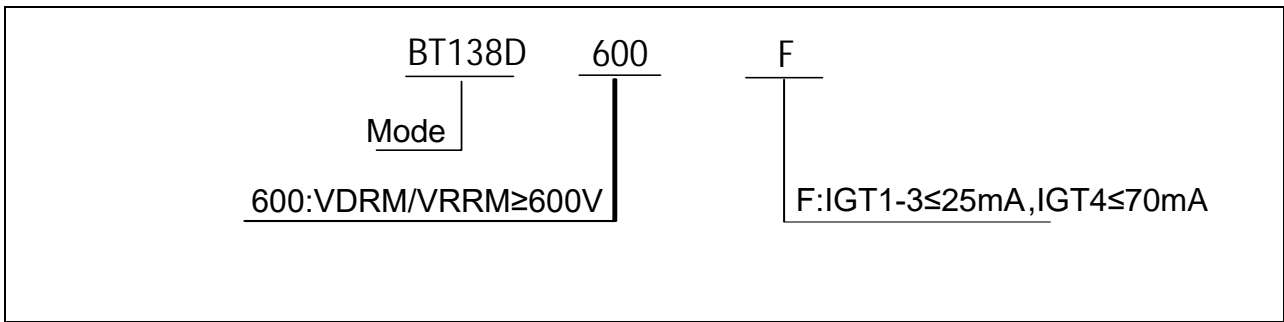 BT138D 600 F
Mode
600:VDRM/VRRM≥600V F:IGT1-3≤25mA,IGT4≤70mA